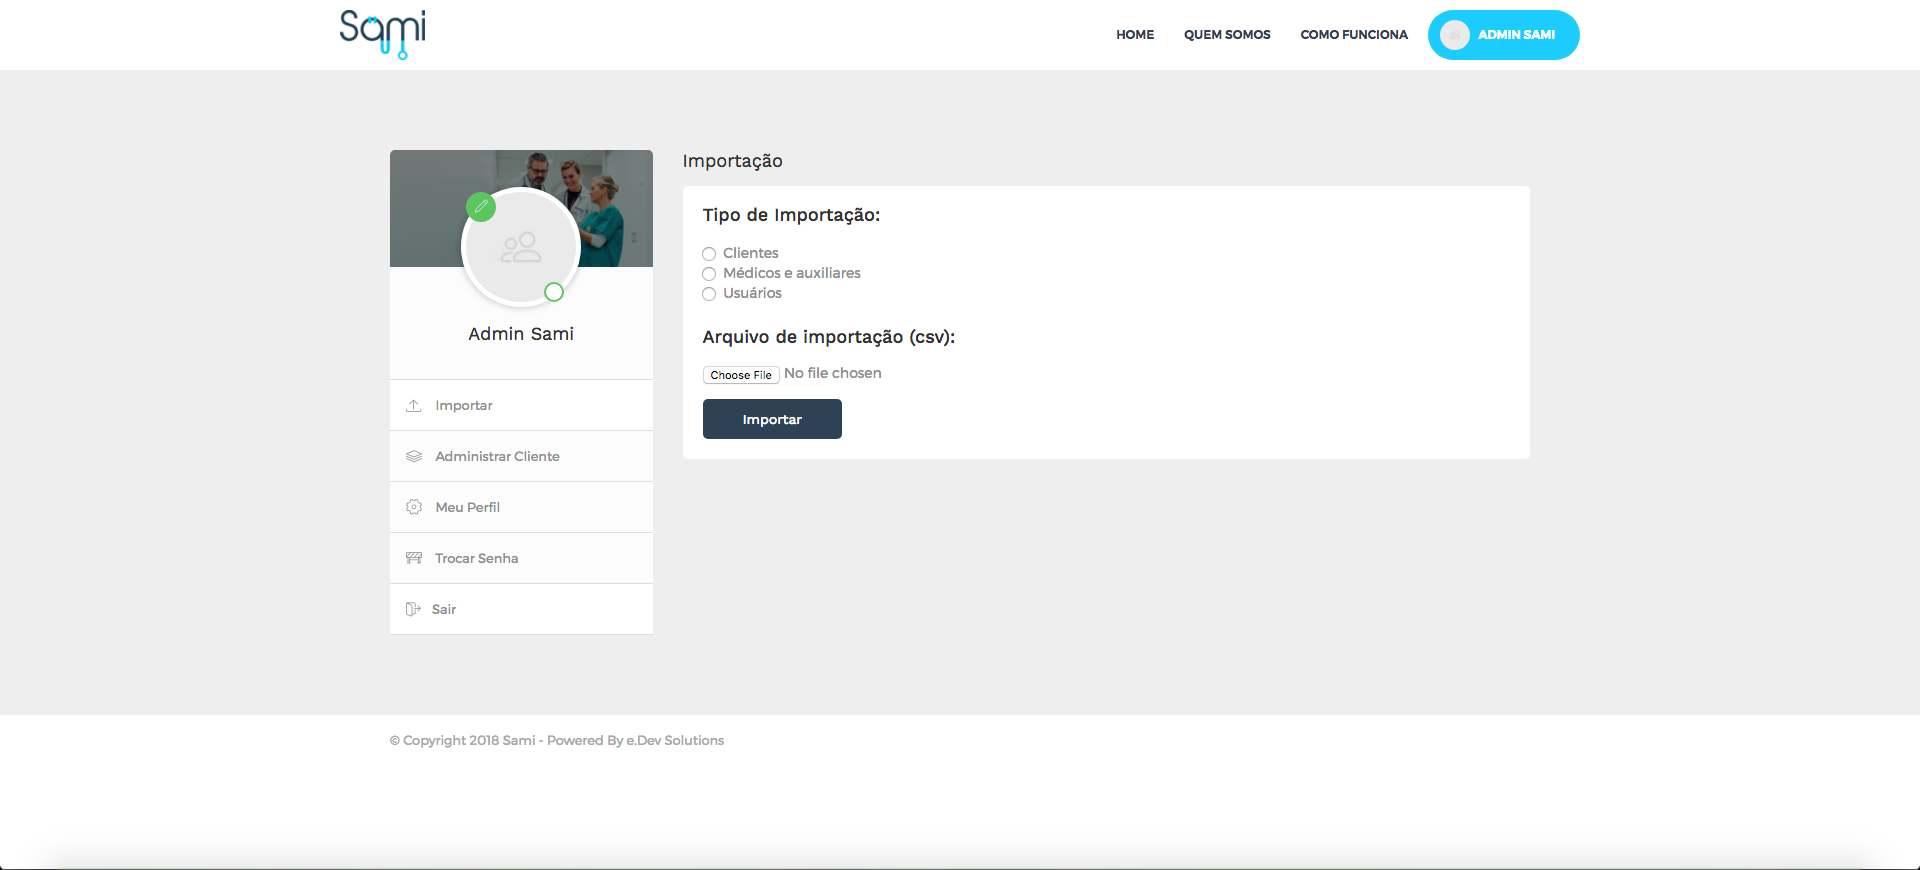 Sami
HOME QUEM SOMOS COMO FUNCIONA ADMIN SAMI
Admin Sami
Importar
Administrar Cliente
Meu Perfil
Trocar Senha
Sair
Importação
Tipo de Importação:
Clientes
Médicos e auxiliares
Usuários
Arquivo de importação (csv):
Choose File No file chosen
Importar
© Copyright 2018 Sami - Powered By e.Dev Solutions